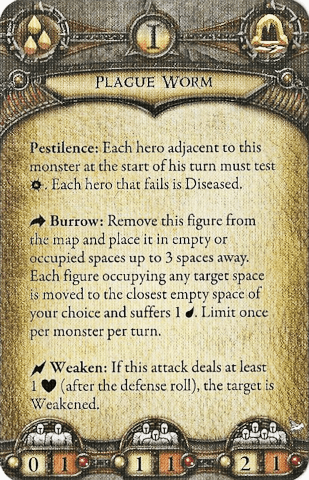 I
PLAGUE WORM
Pestilence: Each hero adjacent to this
monster at the start of his turn must test
. Each hero that fails is Diseased.
Burrow: Remove this figure from
the map and place it in empty or
occupied spaces up to 3 spaces away.
Each figure occupying any target space
is moved to the closest empty space of
your choice and suffers 1 . Limit once
per monster per turn.
Weaken: If this attack deals at least
1 ♥ (after the defense roll), the target is
Weakened.
0 1 1 1 2 1